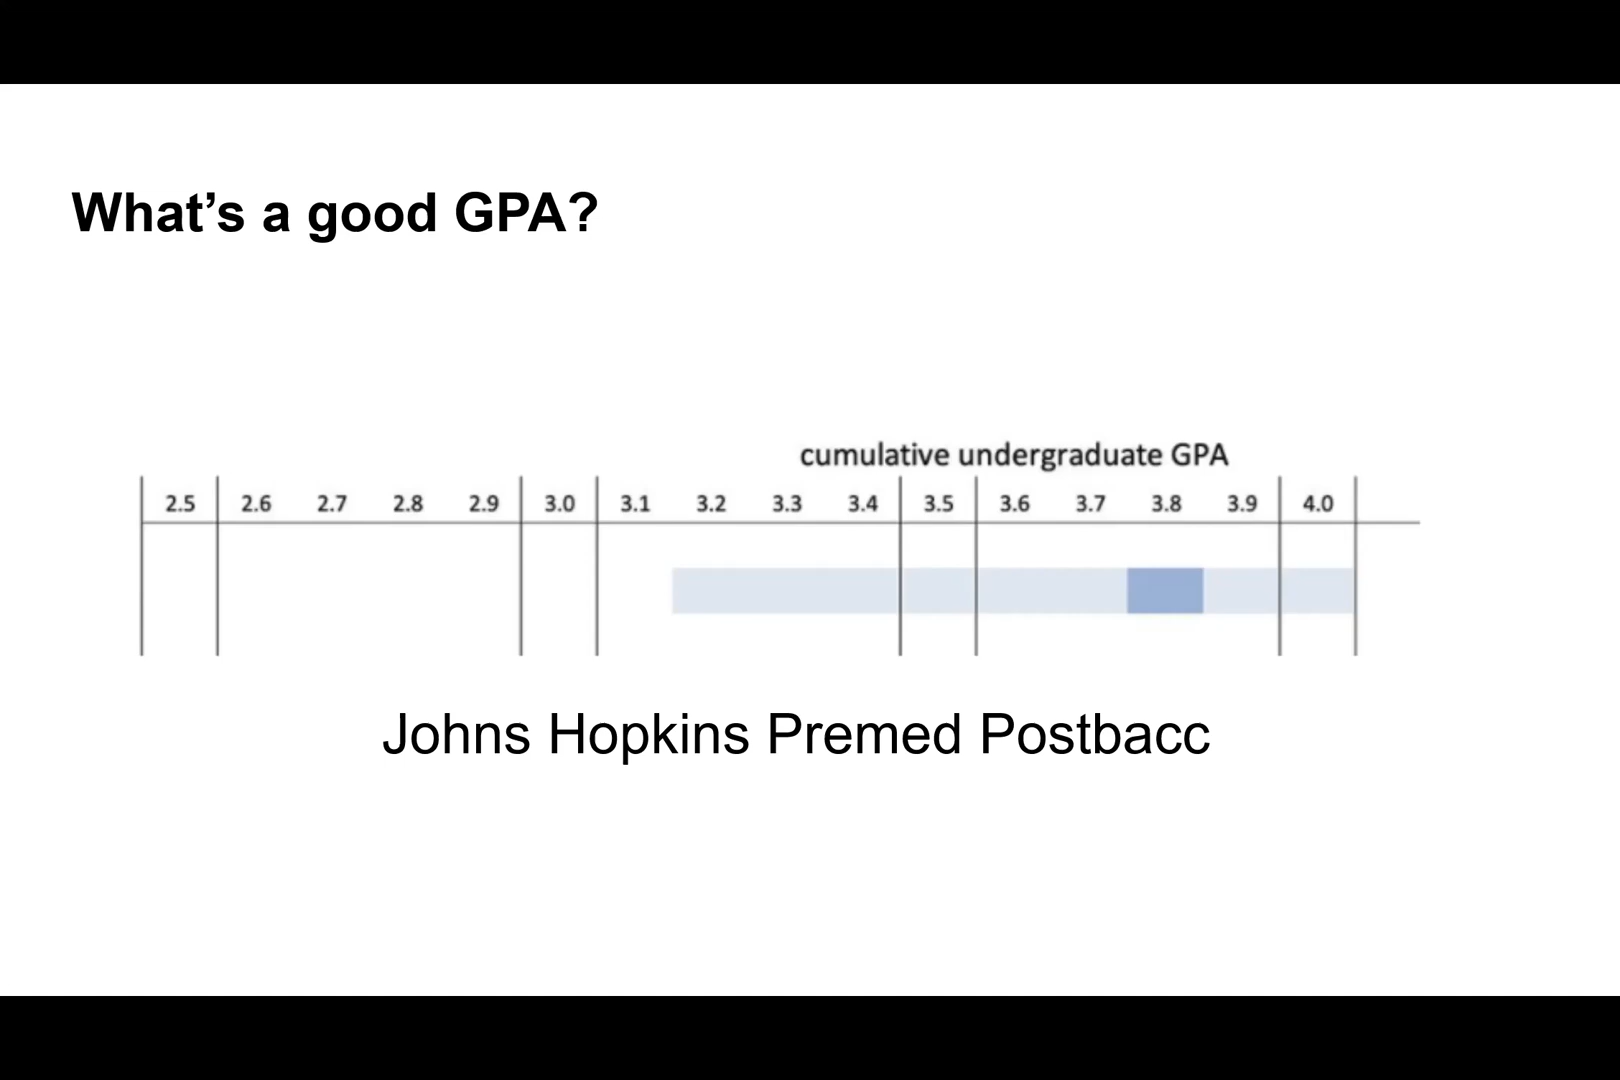 What’s a good GPA?
cumulative undergraduate GPA
2.5 2.6 2.7 2.8 2.9 3.0 3.1 3.2 3.3 3.4 3.5 3.6 3.7 3.8 3.9 4.0
Johns Hopkins Premed Postbacc